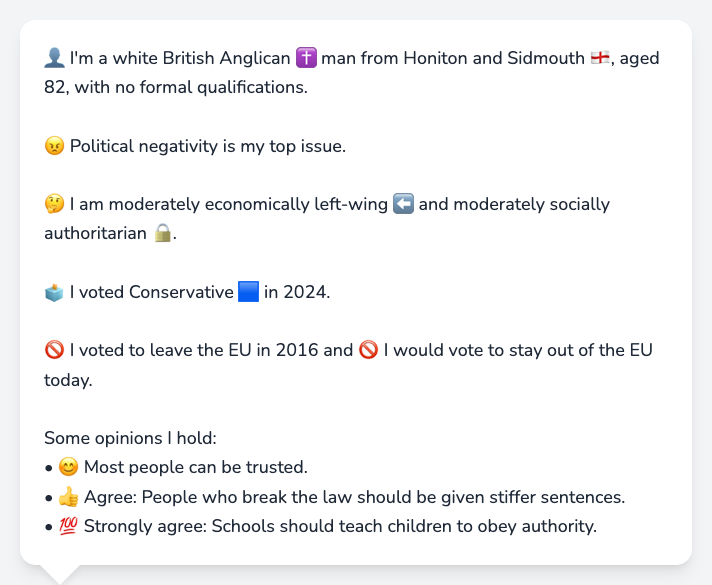 👤 I'm a white British Anglican ✝️ man from Honiton and Sidmouth 🏴󠁧󠁢󠁥󠁮󠁧󠁿, aged
82, with no formal qualifications.
😠 Political negativity is my top issue.
🤔 I am moderately economically left-wing ⬅️ and moderately socially
authoritarian 🔒.
🗳️ I voted Conservative 🟦 in 2024.
🚫 I voted to leave the EU in 2016 and 🚫 I would vote to stay out of the EU
today.
Some opinions I hold:
• 😊 Most people can be trusted.
• 👍 Agree: People who break the law should be given stiffer sentences.
• 💯 Strongly agree: Schools should teach children to obey authority.